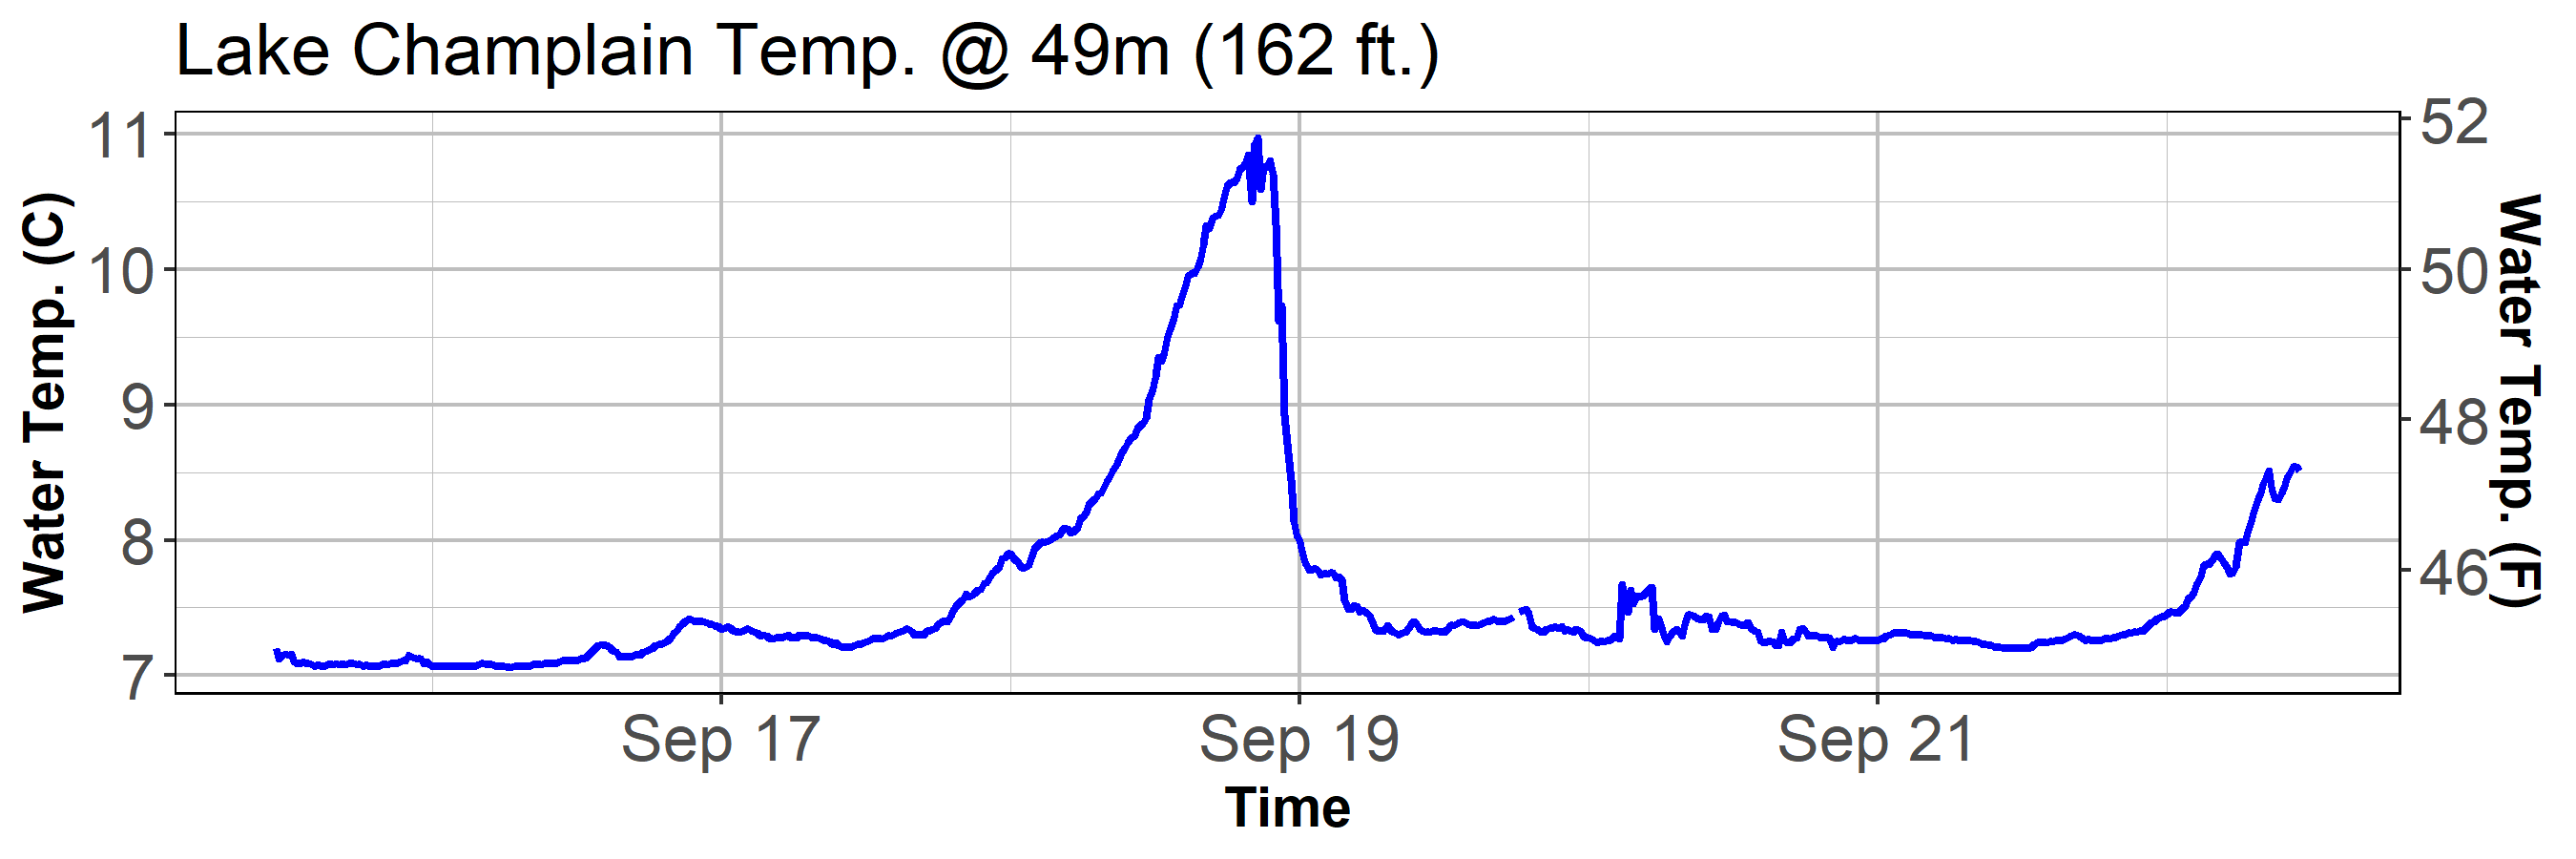 Lake Champlain Temp. @ 49m (162 ft.)
Water Temp. (C)
11
10
9
8
7
52
50
48
46
Water Temp. (F)
Sep 17
Sep 19
Sep 21
Time